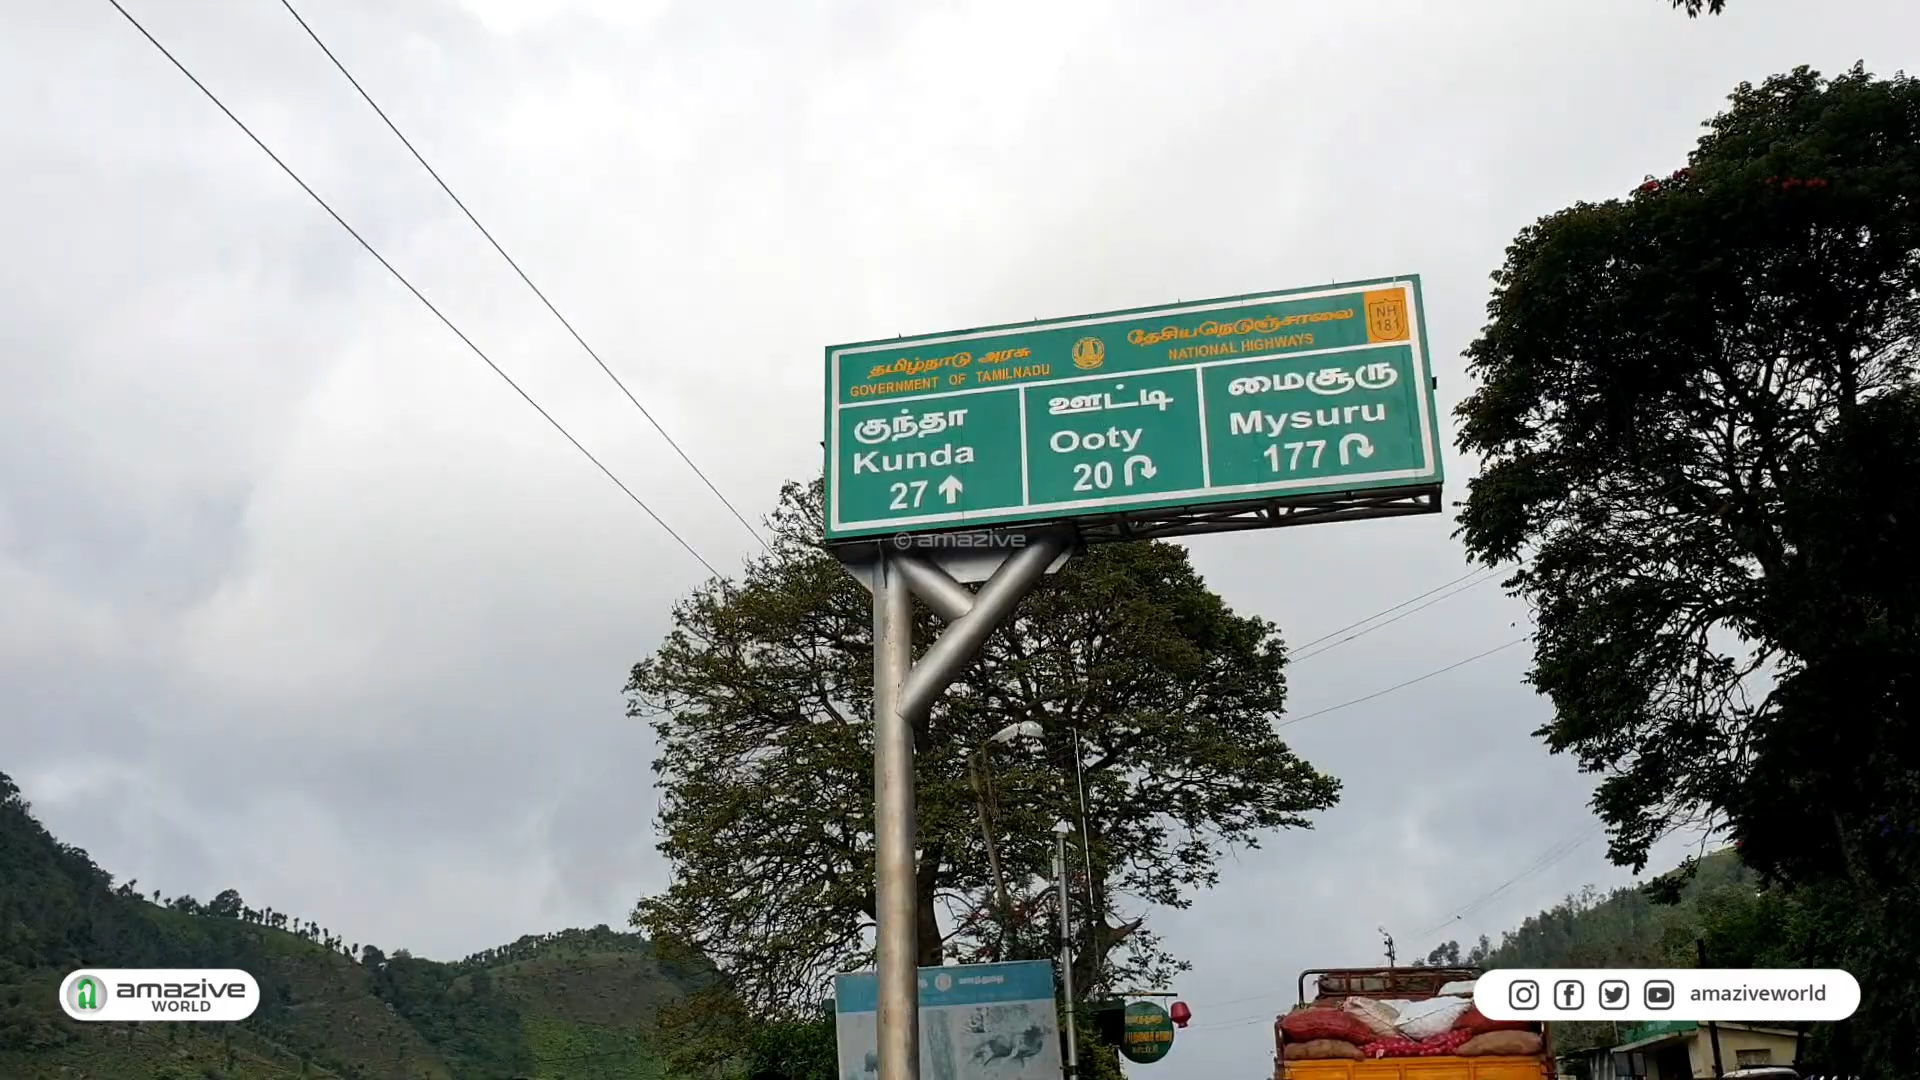 தமிழ்நாடு அரசு
GOVERNMENT OF TAMILNADU
தேசியநெடுஞ்சாலை
NATIONAL HIGHWAYS
NH
181
குந்தா
Kunda
27
ஊட்டி
Ooty
20
மைசூரு
Mysuru
177
© amazive
amazive
WORLD
amaziveworld